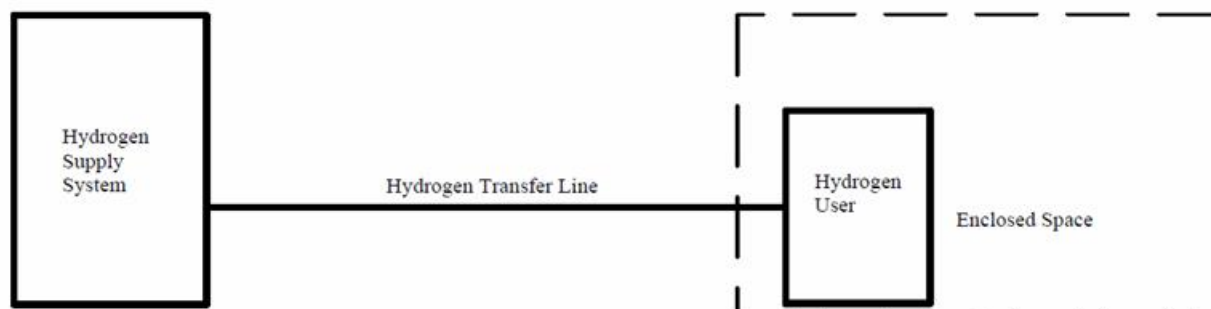 Hydrogen
Supply
System
Hydrogen Transfer Line
Hydrogen
User
Enclosed Space